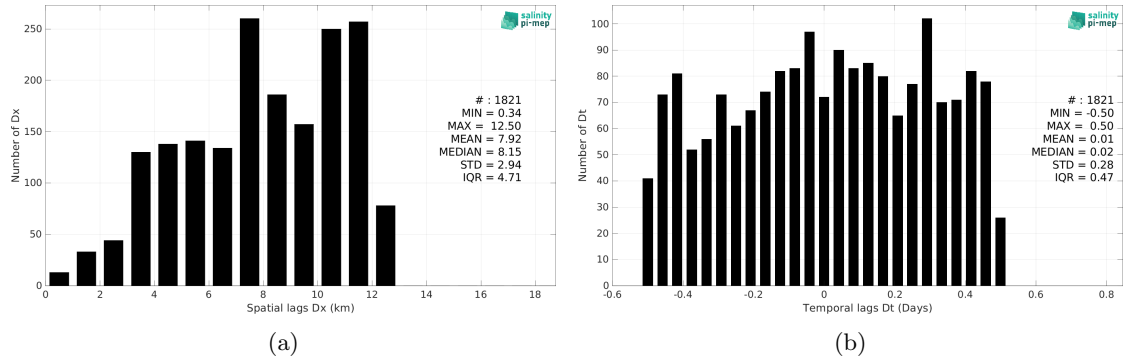 250
200
150
100
50
0
Number of Dx
salinity
pi-mep
# : 1821
MIN = 0.34
MAX = 12.50
MEAN = 7.92
MEDIAN = 8.15
STD = 2.94
IQR = 4.71
0 2 4 6 8 10 12 14 16 18
Spatial lags Dx (km)
(a)
100
90
80
70
60
50
40
30
20
10
0
Number of Dt
salinity
pi-mep
# : 1821
MIN = -0.50
MAX = 0.50
MEAN = 0.01
MEDIAN = 0.02
STD = 0.28
IQR = 0.47
-0.6 -0.4 -0.2 0 0.2 0.4 0.6 0.8
Temporal lags Dt (Days)
(b)